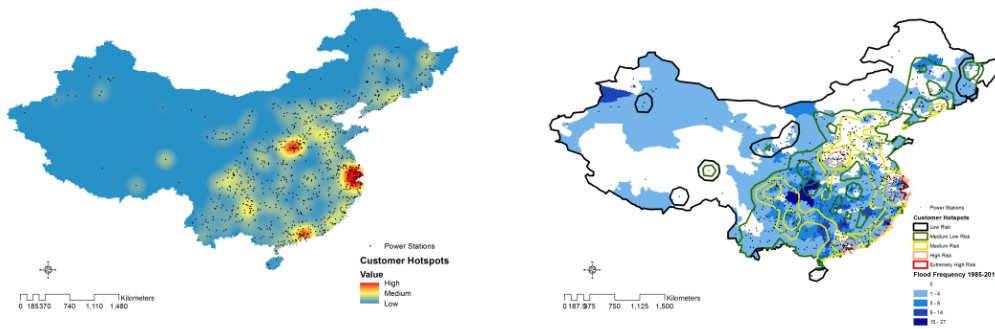 Power Stations
Customer Hotspots
Value
High
Medium
Low
Kilometers
0 185370 740 1,110 1,480
Power Stations
Customer Hotspots
Low Risk
Medium Low Risk
Medium Risk
High Risk
Extremely High Risk
Flood Frequency 1985-201
0
1 - 4
5 - 8
9 - 14
15 - 27
Kilometers
0 187.5375 750 1,125 1,500